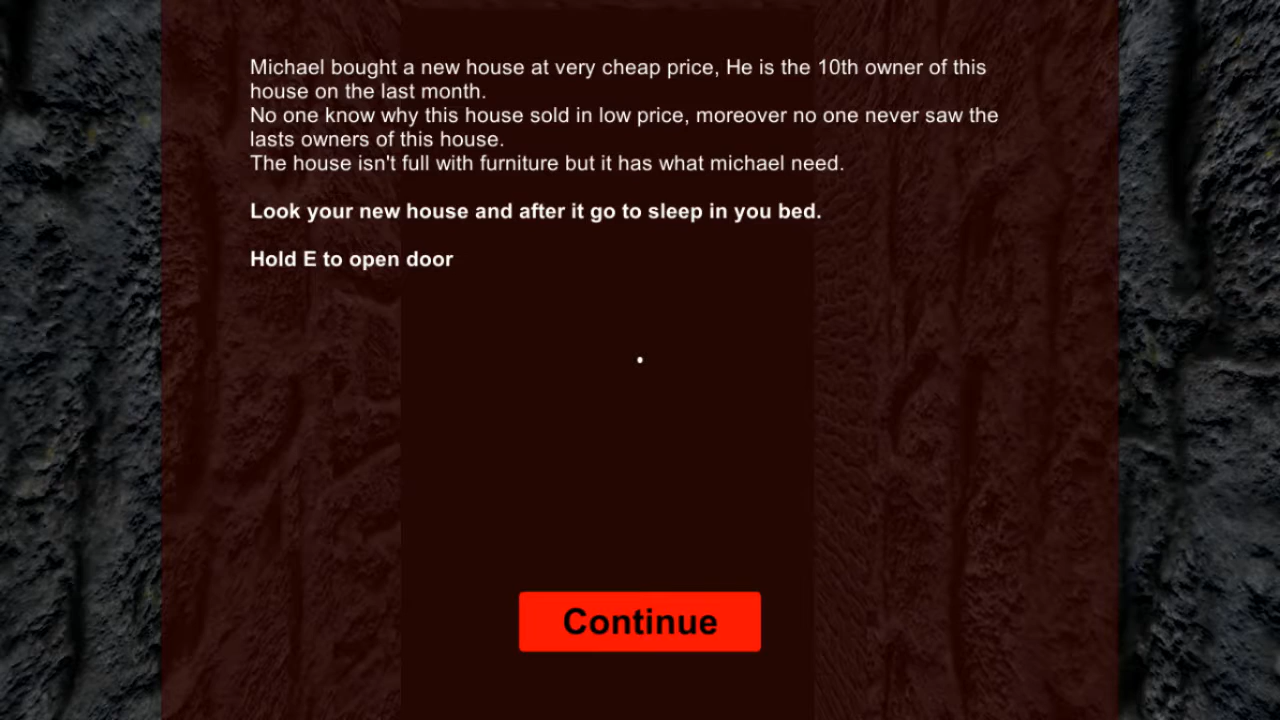 Michael bought a new house at very cheap price, He is the 10th owner of this
house on the last month.
No one know why this house sold in low price, moreover no one never saw the
lasts owners of this house.
The house isn't full with furniture but it has what michael need.
Look your new house and after it go to sleep in you bed.
Hold E to open door
Continue